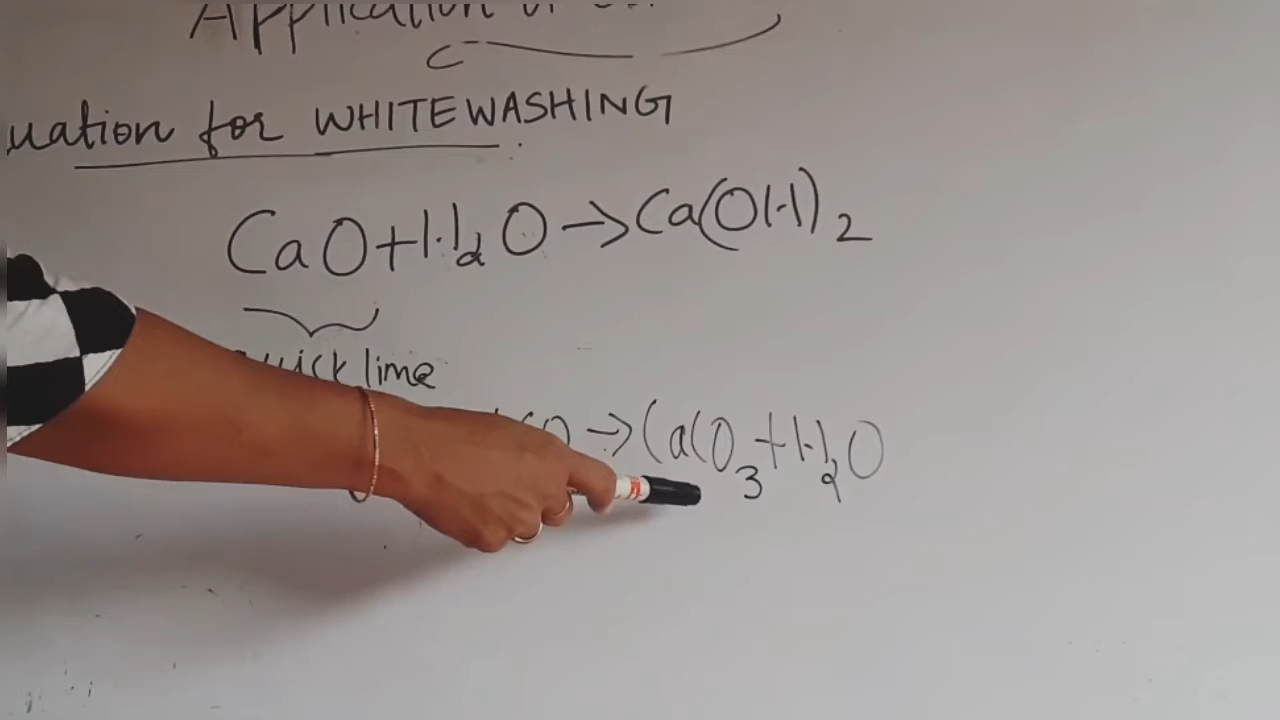 Application of
uation for WHITEWASHING
CaO+H₂O→Ca(OH)₂
quick lime
CO→CaCO₃+H₂O